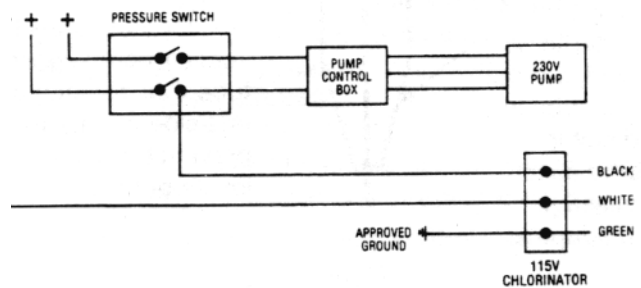 + +
PRESSURE SWITCH
PUMP
CONTROL
BOX
230V
PUMP
BLACK
WHITE
APPROVED
GROUND
GREEN
115V
CHLORINATOR